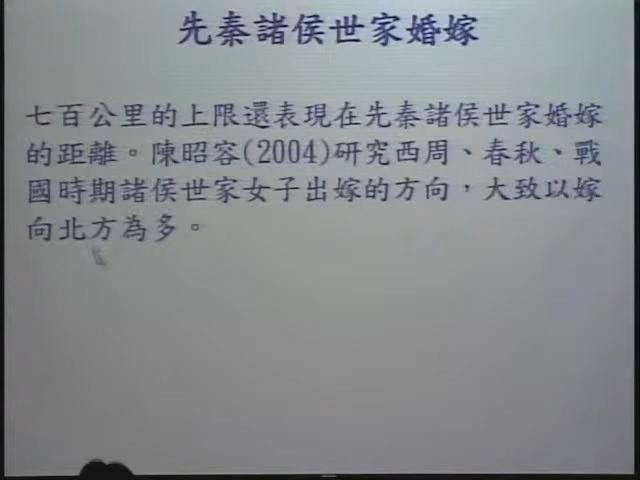 先秦諸侯世家婚嫁
七百公里的上限還表現在先秦諸侯世家婚嫁
的距離。陳昭容(2004)研究西周、春秋、戰
國時期諸侯世家女子出嫁的方向，大致以嫁
向北方為多。